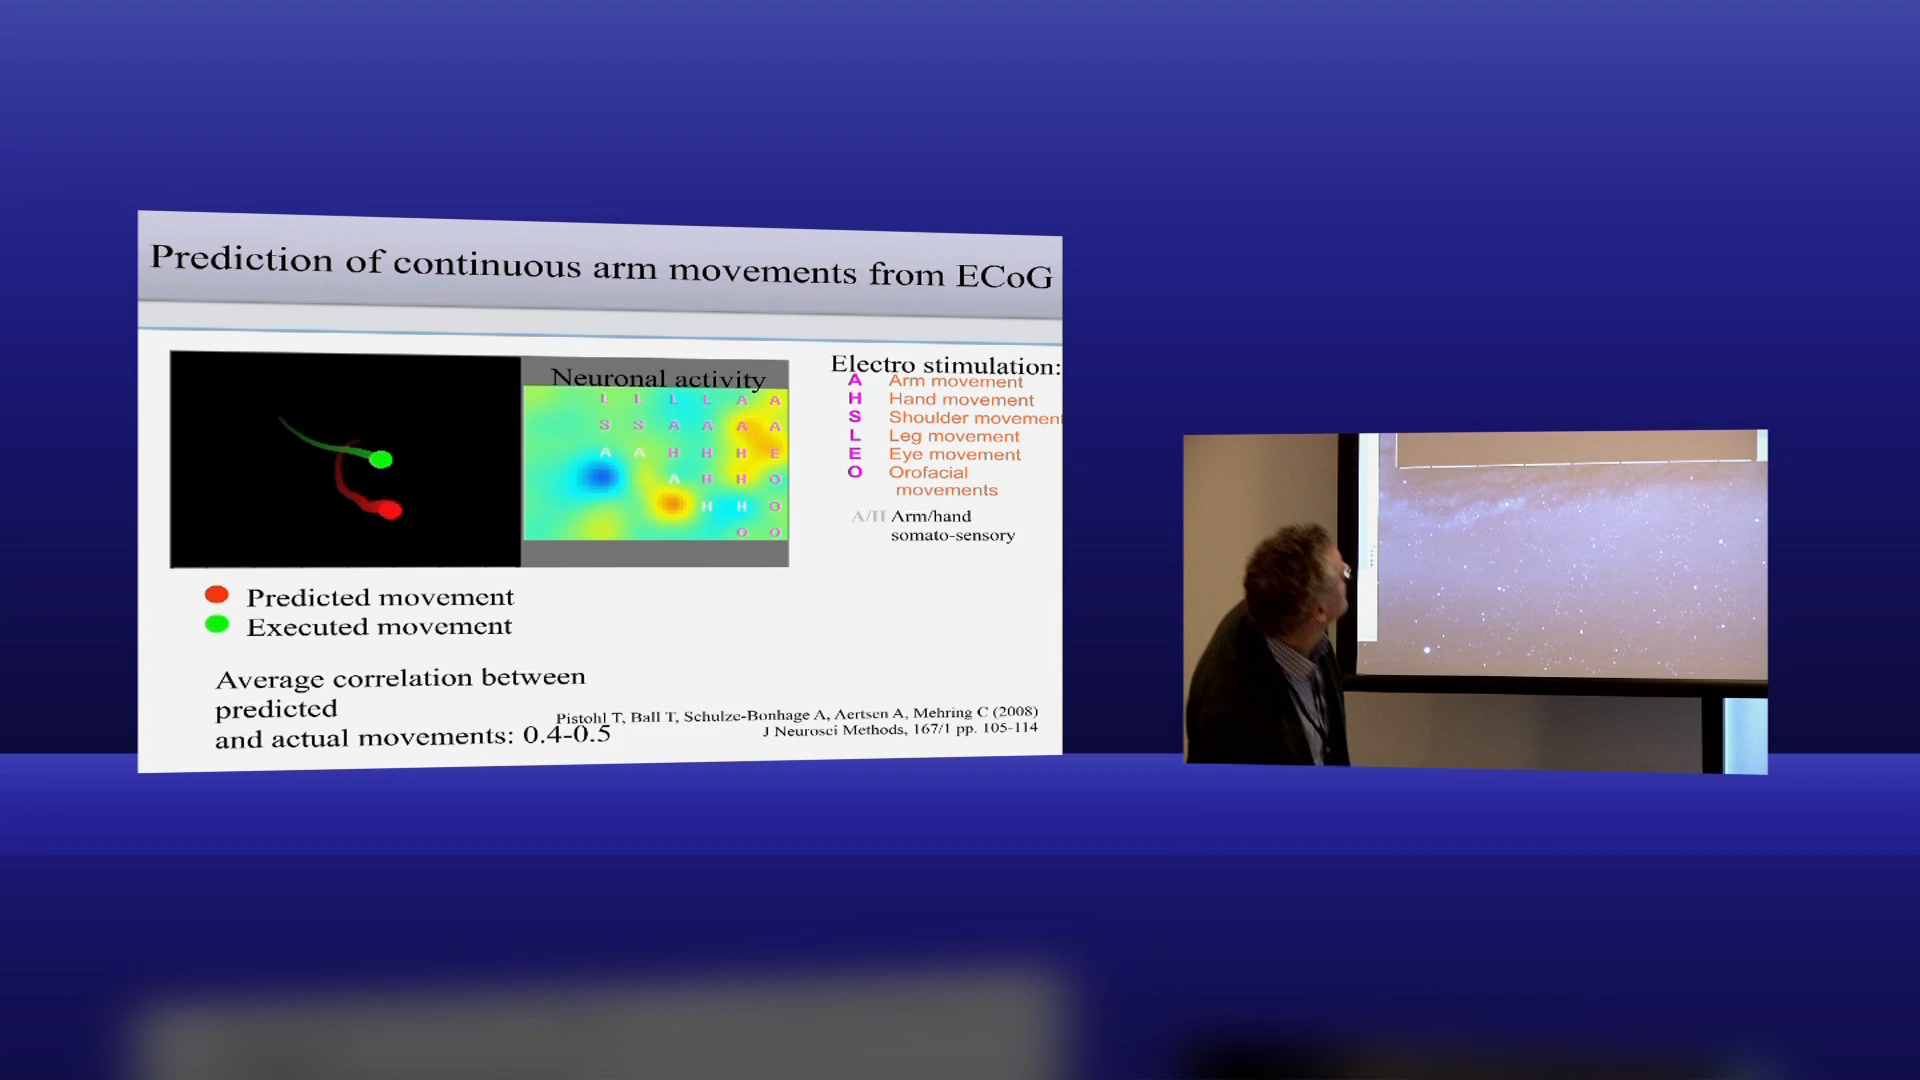 Prediction of continuous arm movements from ECoG
Neuronal activity
L L L L A A
S S A A A A
A A H H H E
A H H O
H H O
O O
Electro stimulation:
A Arm movement
H Hand movement
S Shoulder movement
L Leg movement
E Eye movement
O Orofacial
movements
A/H Arm/hand
somato-sensory
Predicted movement
Executed movement
Average correlation between
predicted
and actual movements: 0.4-0.5
Pistohl T, Ball T, Schulze-Bonhage A, Aertsen A, Mehring C (2008)
J Neurosci Methods, 167/1 pp. 105-114